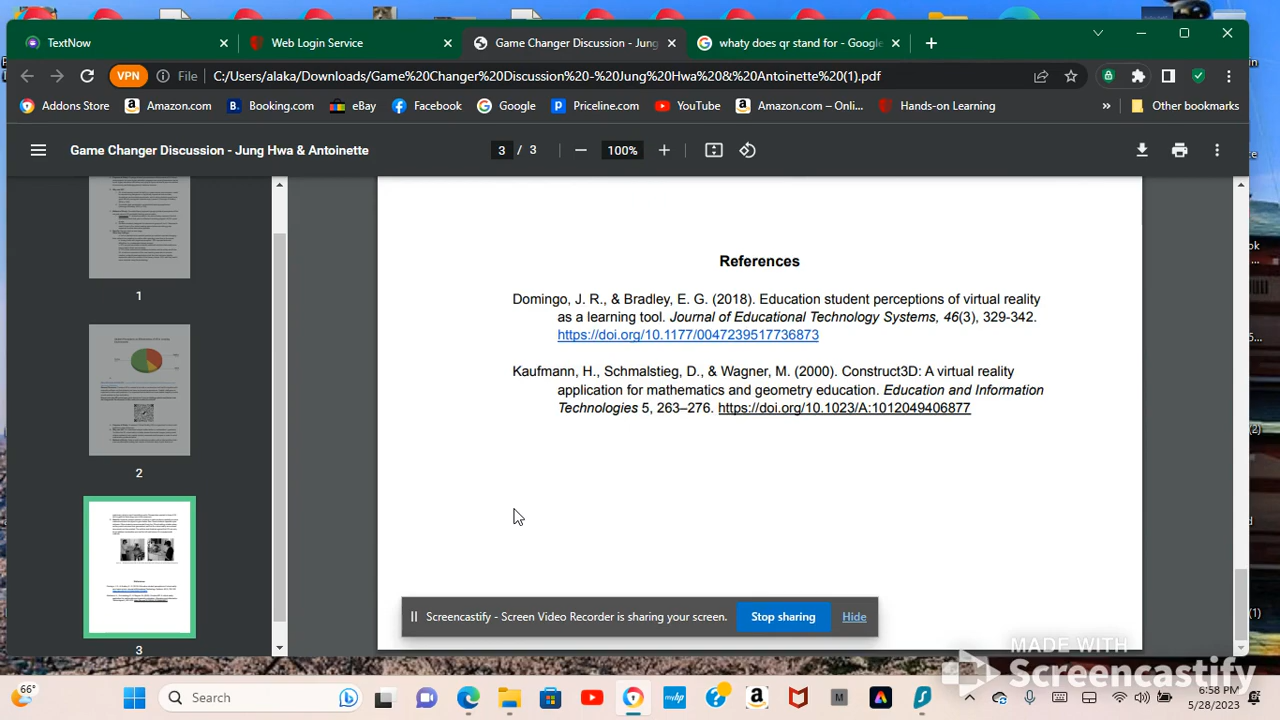 TextNow
Web Login Service
Game Changer Discussion - Jung
whaty does qr stand for - Google
VPN
File
C:/Users/alaka/Downloads/Game%20Changer%20Discussion%20-%20Jung%20Hwa%20&%20Antoinette%20(1).pdf
Addons Store
Amazon.com
Booking.com
eBay
Facebook
Google
Priceline.com
YouTube
Amazon.com – Onli...
Hands-on Learning
»
Other bookmarks
Game Changer Discussion - Jung Hwa & Antoinette
3 / 3
100%
1
2
3
References
Domingo, J. R., & Bradley, E. G. (2018). Education student perceptions of virtual reality
as a learning tool. Journal of Educational Technology Systems, 46(3), 329-342.
https://doi.org/10.1177/0047239517736873
Kaufmann, H., Schmalstieg, D., & Wagner, M. (2000). Construct3D: A virtual reality
application for mathematics and geometry education. Education and Information
Technologies 5, 263–276. https://doi.org/10.1023/A:1012049406877
Screencastify - Screen Video Recorder is sharing your screen.
Stop sharing
Hide
MADE WITH
Screencastify
66°
Search
6:58 PM
5/28/2023